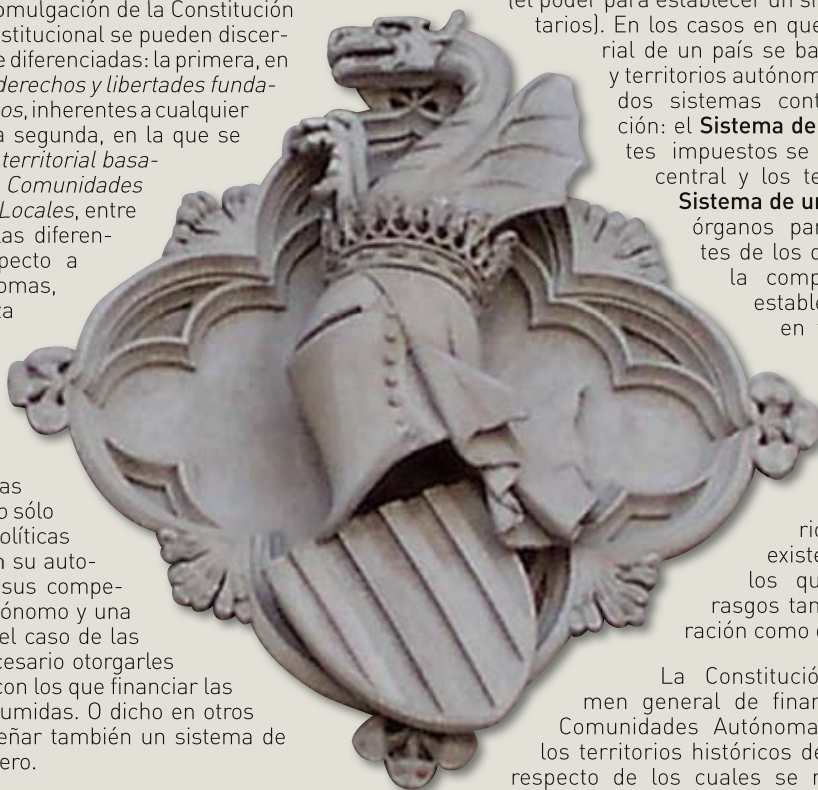 omulgación de la Constitución
stitucional se pueden discer-
e diferenciadas: la primera, en
derechos y libertades funda-
os, inherentes a cualquier
a segunda, en la que se
territorial basa-
Comunidades
Locales, entre
las diferen-
pecto a
omas,
za
as
o sólo
olíticas
n su auto-
sus compe-
ónomo y una
el caso de las
cesario otorgarles
con los que financiar las
umidas. O dicho en otros
eñar también un sistema de
ero.
(el poder para establecer un si
tarios). En los casos en que
rial de un país se ba
y territorios autónom
dos sistemas cont
ción: el Sistema de
tes impuestos se
central y los te
Sistema de un
órganos par
tes de los d
la comp
estable
en
ric
existe
los qu
rasgos tan
ración como
La Constitució
men general de finan
Comunidades Autónoma
los territorios históricos de
respecto de los cuales se